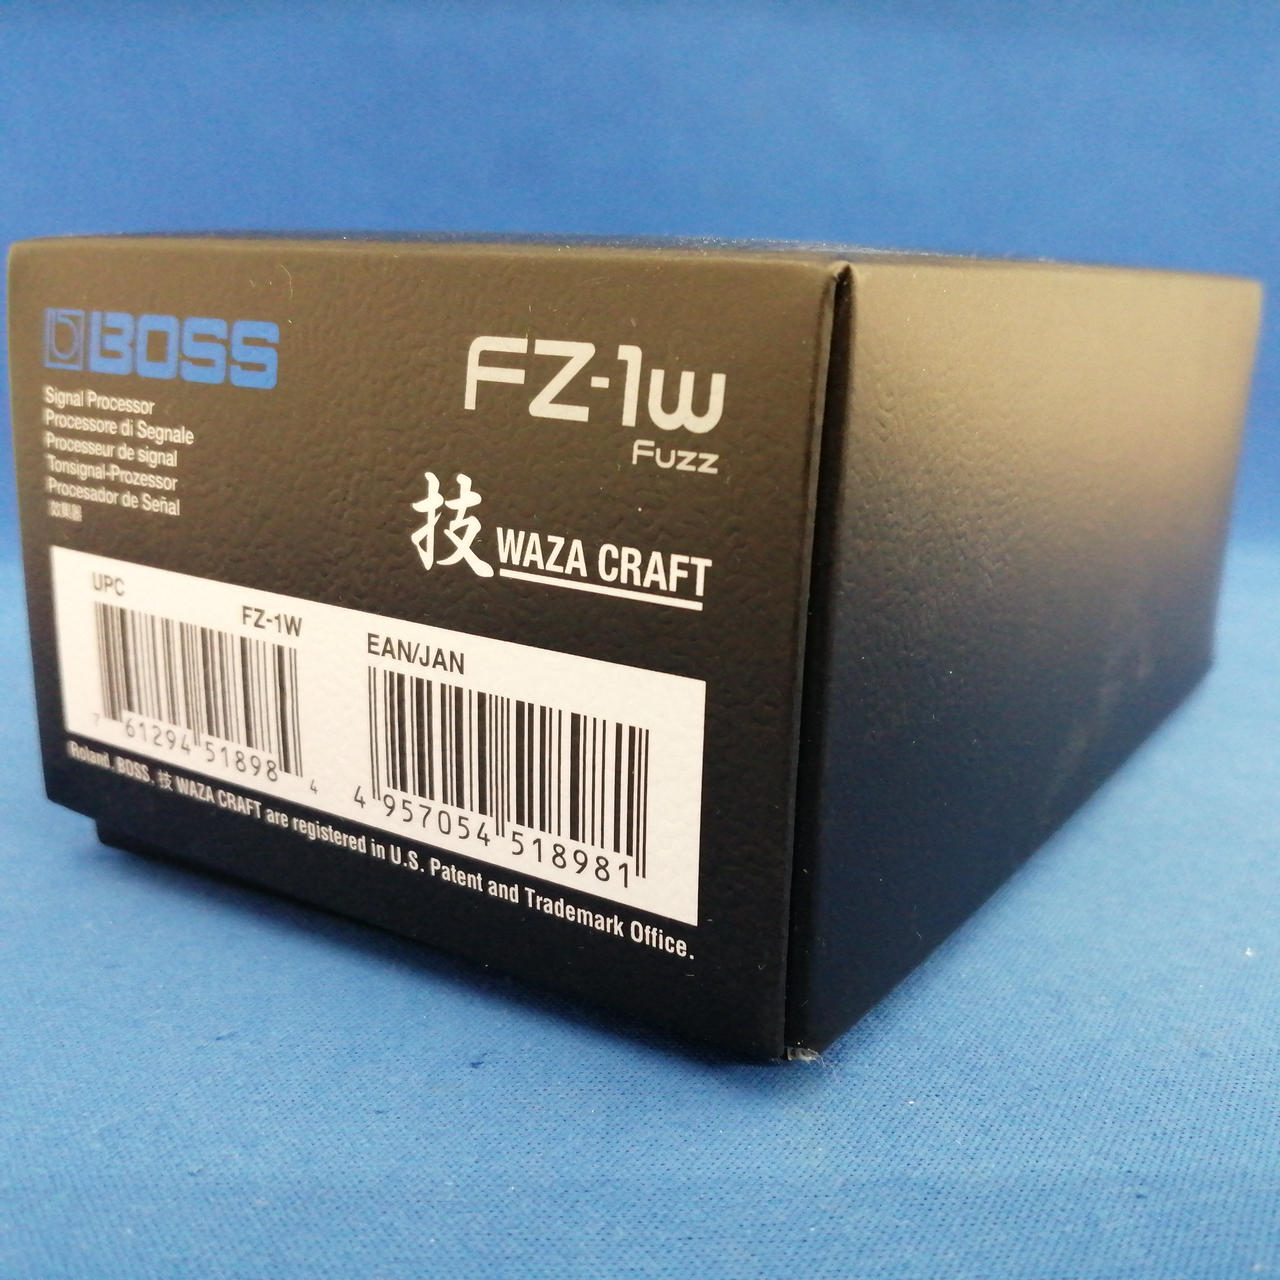 BOSS
Signal Processor
Processore di Segnale
Processeur de signal
Tonsignal-Prozessor
Procesador de Señal
効果器
FZ-1W
Fuzz
技 WAZA CRAFT
UPC
FZ-1W
EAN/JAN
7 61294 51898 4
4 957054 518981
Roland, BOSS, 技 WAZA CRAFT are registered in U.S. Patent and Trademark Office.